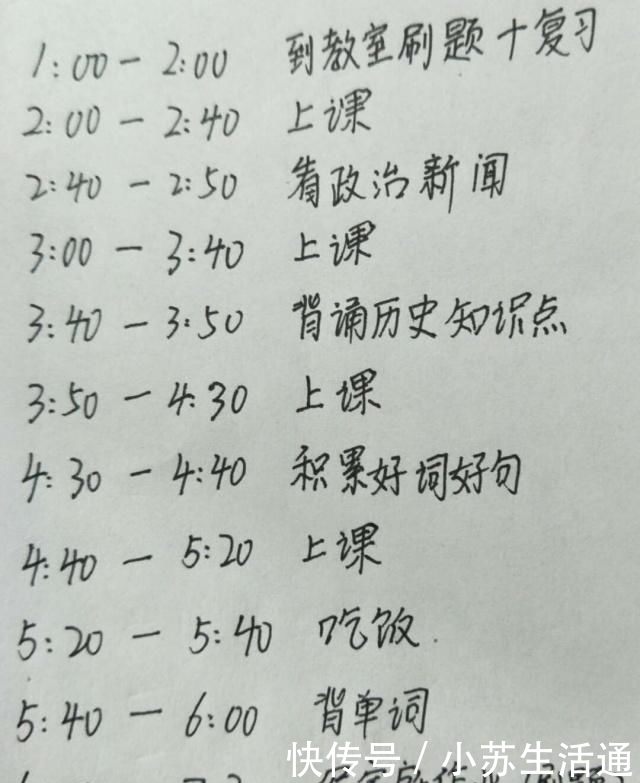 1:00 — 2:00 到教室刷题十复习
2:00 — 2:40 上课
2:40 — 2:50 看政治新闻
3:00 — 3:40 上课
3:40 — 3:50 背诵历史知识点
3:50 — 4:30 上课
4:30 — 4:40 积累好词好句
4:40 — 5:20 上课
5:20 — 5:40 吃饭.
5:40 — 6:00 背单词
快传号 / 小苏生活通